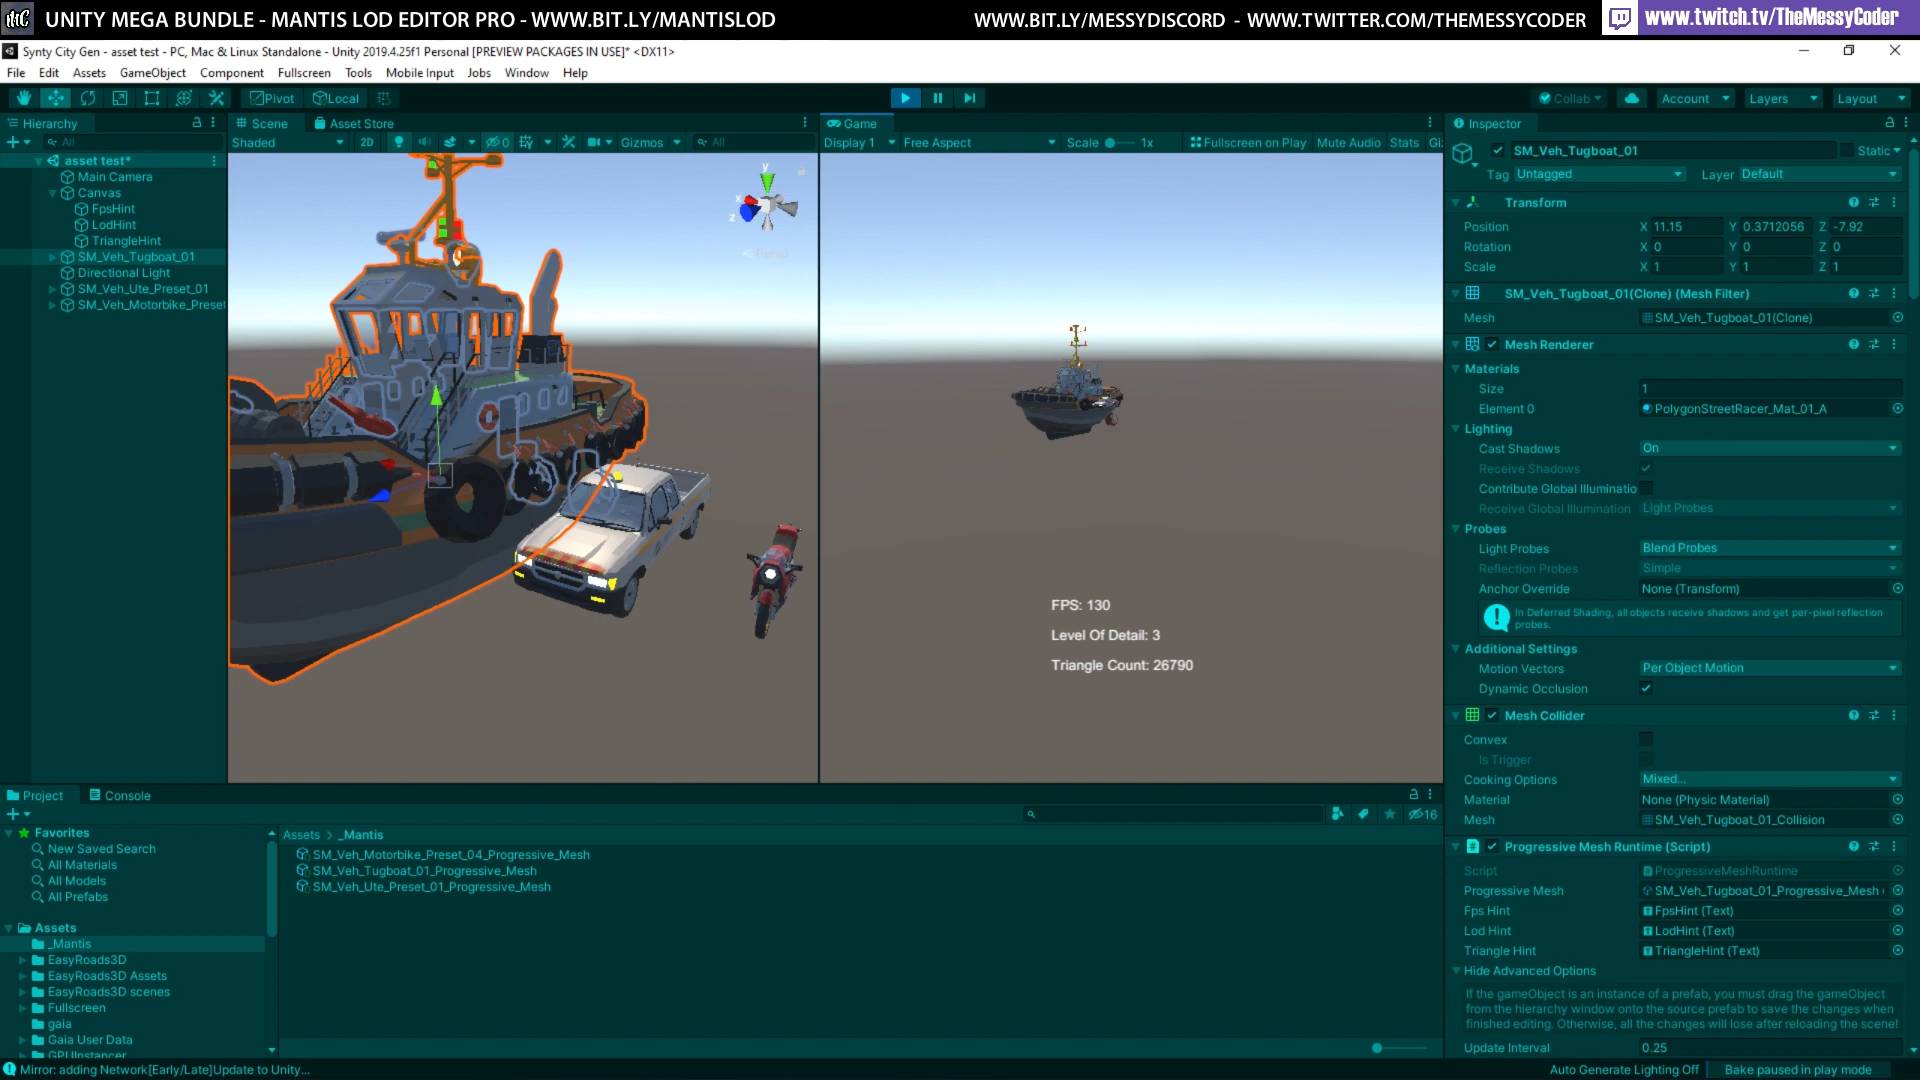 UNITY MEGA BUNDLE - MANTIS LOD EDITOR PRO - WWW.BIT.LY/MANTISLOD
WWW.BIT.LY/MESSYDISCORD - WWW.TWITTER.COM/THEMESSYCODER
www.twitch.tv/TheMessyCoder
Synty City Gen - asset test - PC, Mac & Linux Standalone - Unity 2019.4.25f1 Personal [PREVIEW PACKAGES IN USE]* <DX11>
File Edit Assets GameObject Component Fullscreen Tools Mobile Input Jobs Window Help
Pivot Local
Collab Account Layers Layout
Hierarchy
All
asset test*
Main Camera
Canvas
FpsHint
LodHint
TriangleHint
SM_Veh_Tugboat_01
Directional Light
SM_Veh_Ute_Preset_01
SM_Veh_Motorbike_Preset
Scene Asset Store
Shaded 2D 0 Gizmos All
y
x
z
Persp
Game
Display 1 Free Aspect Scale 1x Fullscreen on Play Mute Audio Stats Gi
FPS: 130
Level Of Detail: 3
Triangle Count: 26790
Inspector
SM_Veh_Tugboat_01 Static
Tag Untagged Layer Default
Transform
Position X 11.15 Y 0.3712056 Z -7.92
Rotation X 0 Y 0 Z 0
Scale X 1 Y 1 Z 1
SM_Veh_Tugboat_01(Clone) (Mesh Filter)
Mesh SM_Veh_Tugboat_01(Clone)
Mesh Renderer
Materials
Size 1
Element 0 PolygonStreetRacer_Mat_01_A
Lighting
Cast Shadows On
Receive Shadows
Contribute Global Illuminatio
Receive Global Illumination Light Probes
Probes
Light Probes Blend Probes
Reflection Probes Simple
Anchor Override None (Transform)
In Deferred Shading, all objects receive shadows and get per-pixel reflection
probes.
Additional Settings
Motion Vectors Per Object Motion
Dynamic Occlusion
Mesh Collider
Convex
Is Trigger
Cooking Options Mixed...
Material None (Physic Material)
Mesh SM_Veh_Tugboat_01_Collision
Progressive Mesh Runtime (Script)
Script ProgressiveMeshRuntime
Progressive Mesh SM_Veh_Tugboat_01_Progressive_Mesh
Fps Hint FpsHint (Text)
Lod Hint LodHint (Text)
Triangle Hint TriangleHint (Text)
Hide Advanced Options
If the gameObject is an instance of a prefab, you must drag the gameObject
from the hierarchy window onto the source prefab to save the changes when
finished editing. Otherwise, all the changes will lose after reloading the scene!
Update Interval 0.25
Project Console
16
Favorites
New Saved Search
All Materials
All Models
All Prefabs
Assets
_Mantis
EasyRoads3D
EasyRoads3D Assets
EasyRoads3D scenes
Fullscreen
gaia
Gaia User Data
GPUInstancer
Assets > _Mantis
SM_Veh_Motorbike_Preset_04_Progressive_Mesh
SM_Veh_Tugboat_01_Progressive_Mesh
SM_Veh_Ute_Preset_01_Progressive_Mesh
Mirror: adding Network[Early/Late]Update to Unity...
Auto Generate Lighting Off Bake paused in play mode